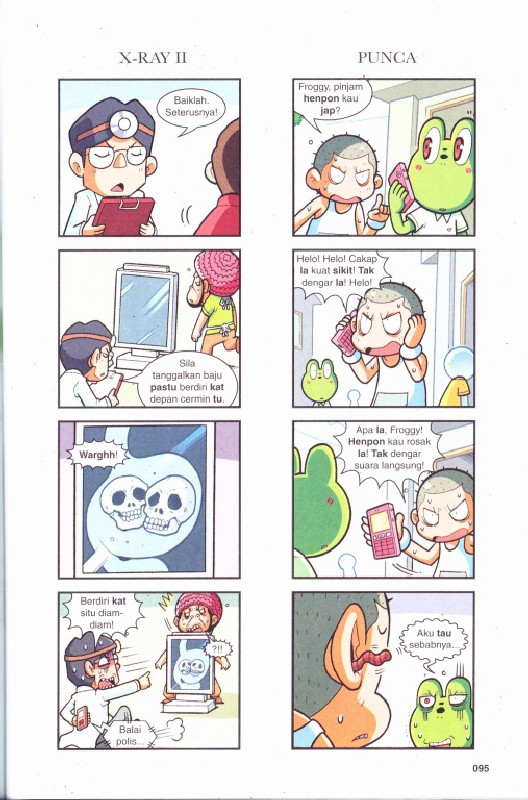 X-RAY II
Baiklah.
Seterusnya!
Sila
tanggalkan baju
pastu berdiri kat
depan cermin tu.
Warghh!
Berdiri kat
situ diam-
diam!
?!!
Balai
polis...
PUNCA
Froggy, pinjam
henpon kau
jap?
Helo! Helo! Cakap
lla kuat sikit! Tak
dengar la! Helo!
Apa lla, Froggy!
Henpon kau rosak
la! Tak dengar
suara langsung!
Aku tau
sebabnya...
095